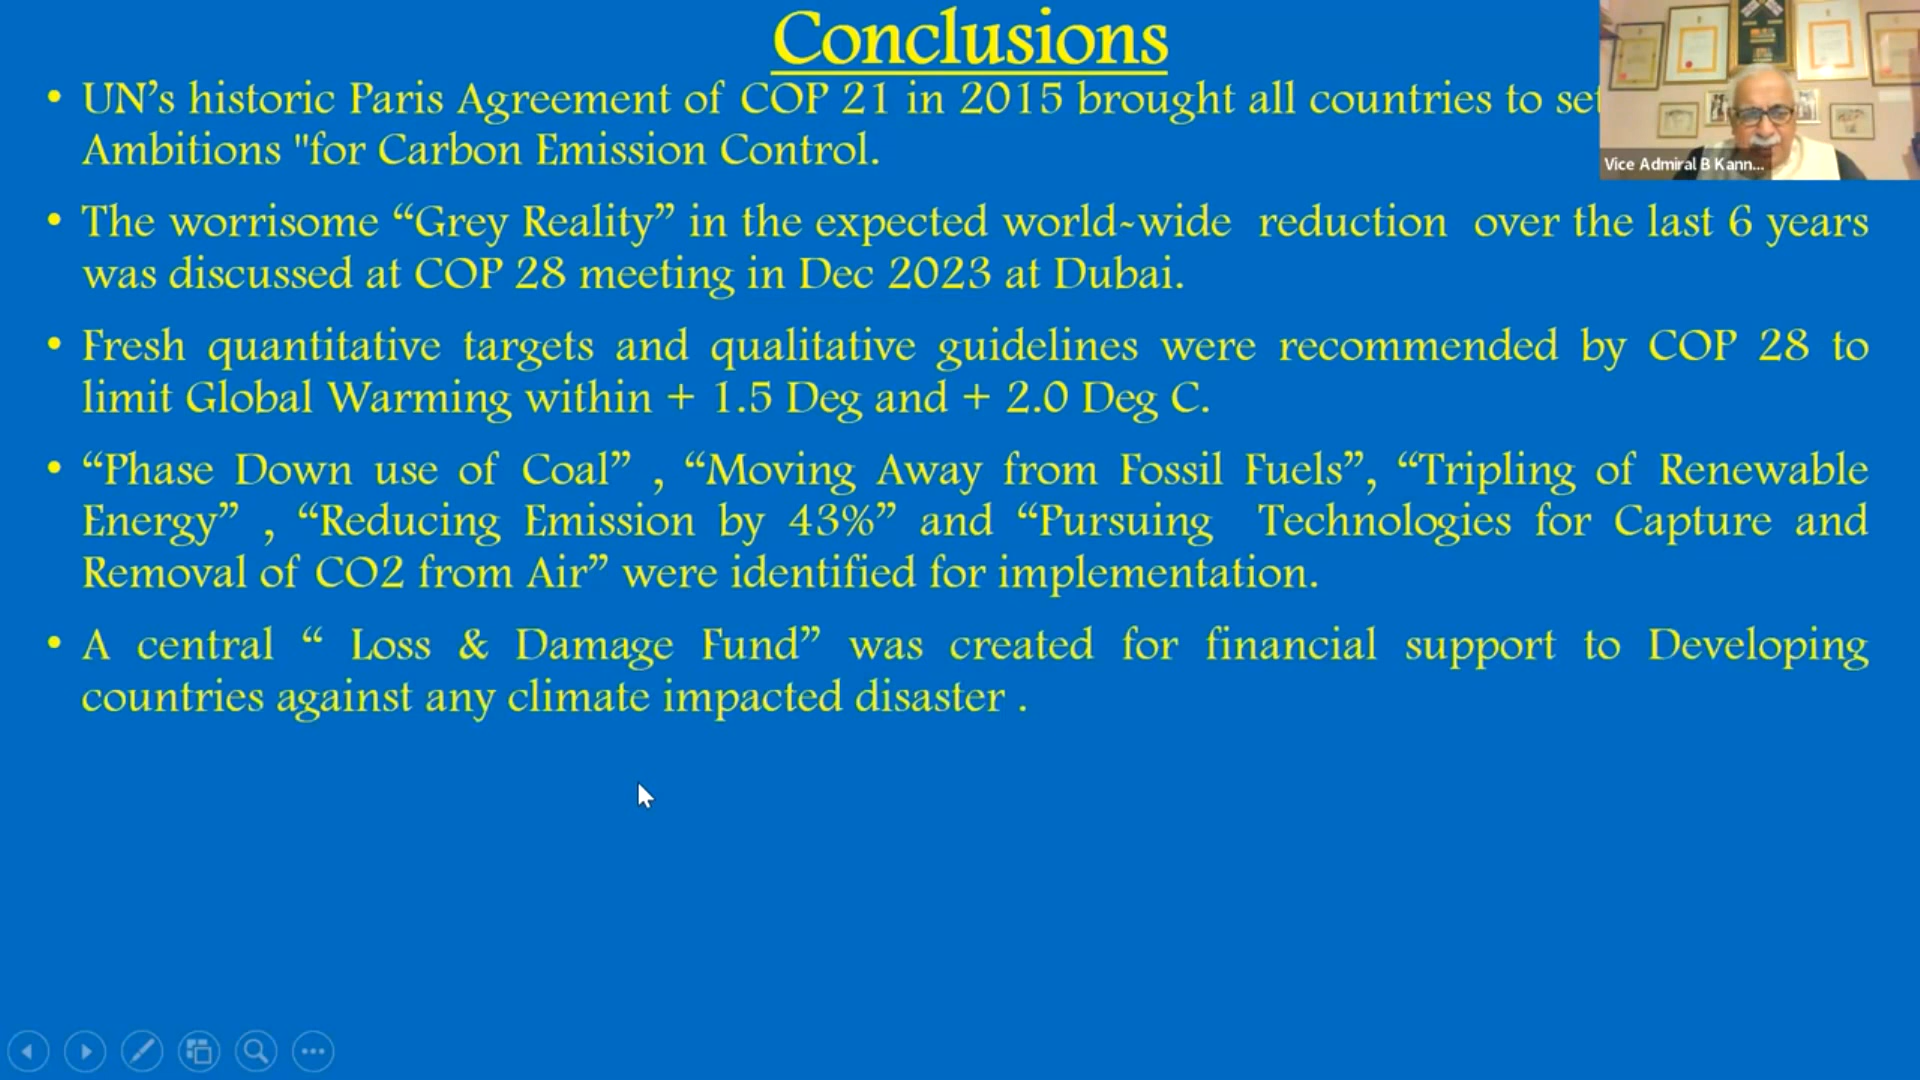 Conclusions
• UN's historic Paris Agreement of COP 21 in 2015 brought all countries to set
Ambitions "for Carbon Emission Control.
Vice Admiral B Kann...
• The worrisome “Grey Reality” in the expected world-wide reduction over the last 6 years
was discussed at COP 28 meeting in Dec 2023 at Dubai.
• Fresh quantitative targets and qualitative guidelines were recommended by COP 28 to
limit Global Warming within + 1.5 Deg and + 2.0 Deg C.
• “Phase Down use of Coal” , “Moving Away from Fossil Fuels”, “Tripling of Renewable
Energy” , “Reducing Emission by 43%” and “Pursuing Technologies for Capture and
Removal of CO2 from Air” were identified for implementation.
• A central “ Loss & Damage Fund” was created for financial support to Developing
countries against any climate impacted disaster .